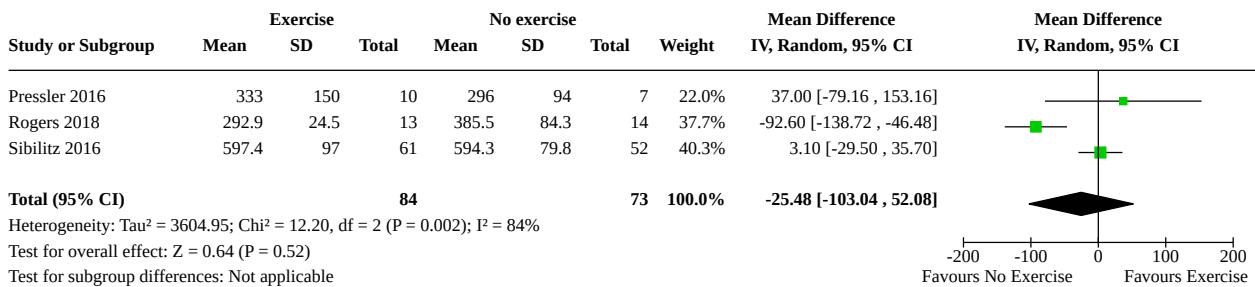 Exercise No exercise Mean Difference Mean Difference
Study or Subgroup Mean SD Total Mean SD Total Weight IV, Random, 95% CI IV, Random, 95% CI
Pressler 2016 333 150 10 296 94 7 22.0% 37.00 [-79.16 , 153.16]
Rogers 2018 292.9 24.5 13 385.5 84.3 14 37.7% -92.60 [-138.72 , -46.48]
Sibilitz 2016 597.4 97 61 594.3 79.8 52 40.3% 3.10 [-29.50 , 35.70]
Total (95% CI) 84 73 100.0% -25.48 [-103.04 , 52.08]
Heterogeneity: Tau² = 3604.95; Chi² = 12.20, df = 2 (P = 0.002); I² = 84%
Test for overall effect: Z = 0.64 (P = 0.52)
-200 -100 0 100 200
Test for subgroup differences: Not applicable
Favours No Exercise Favours Exercise